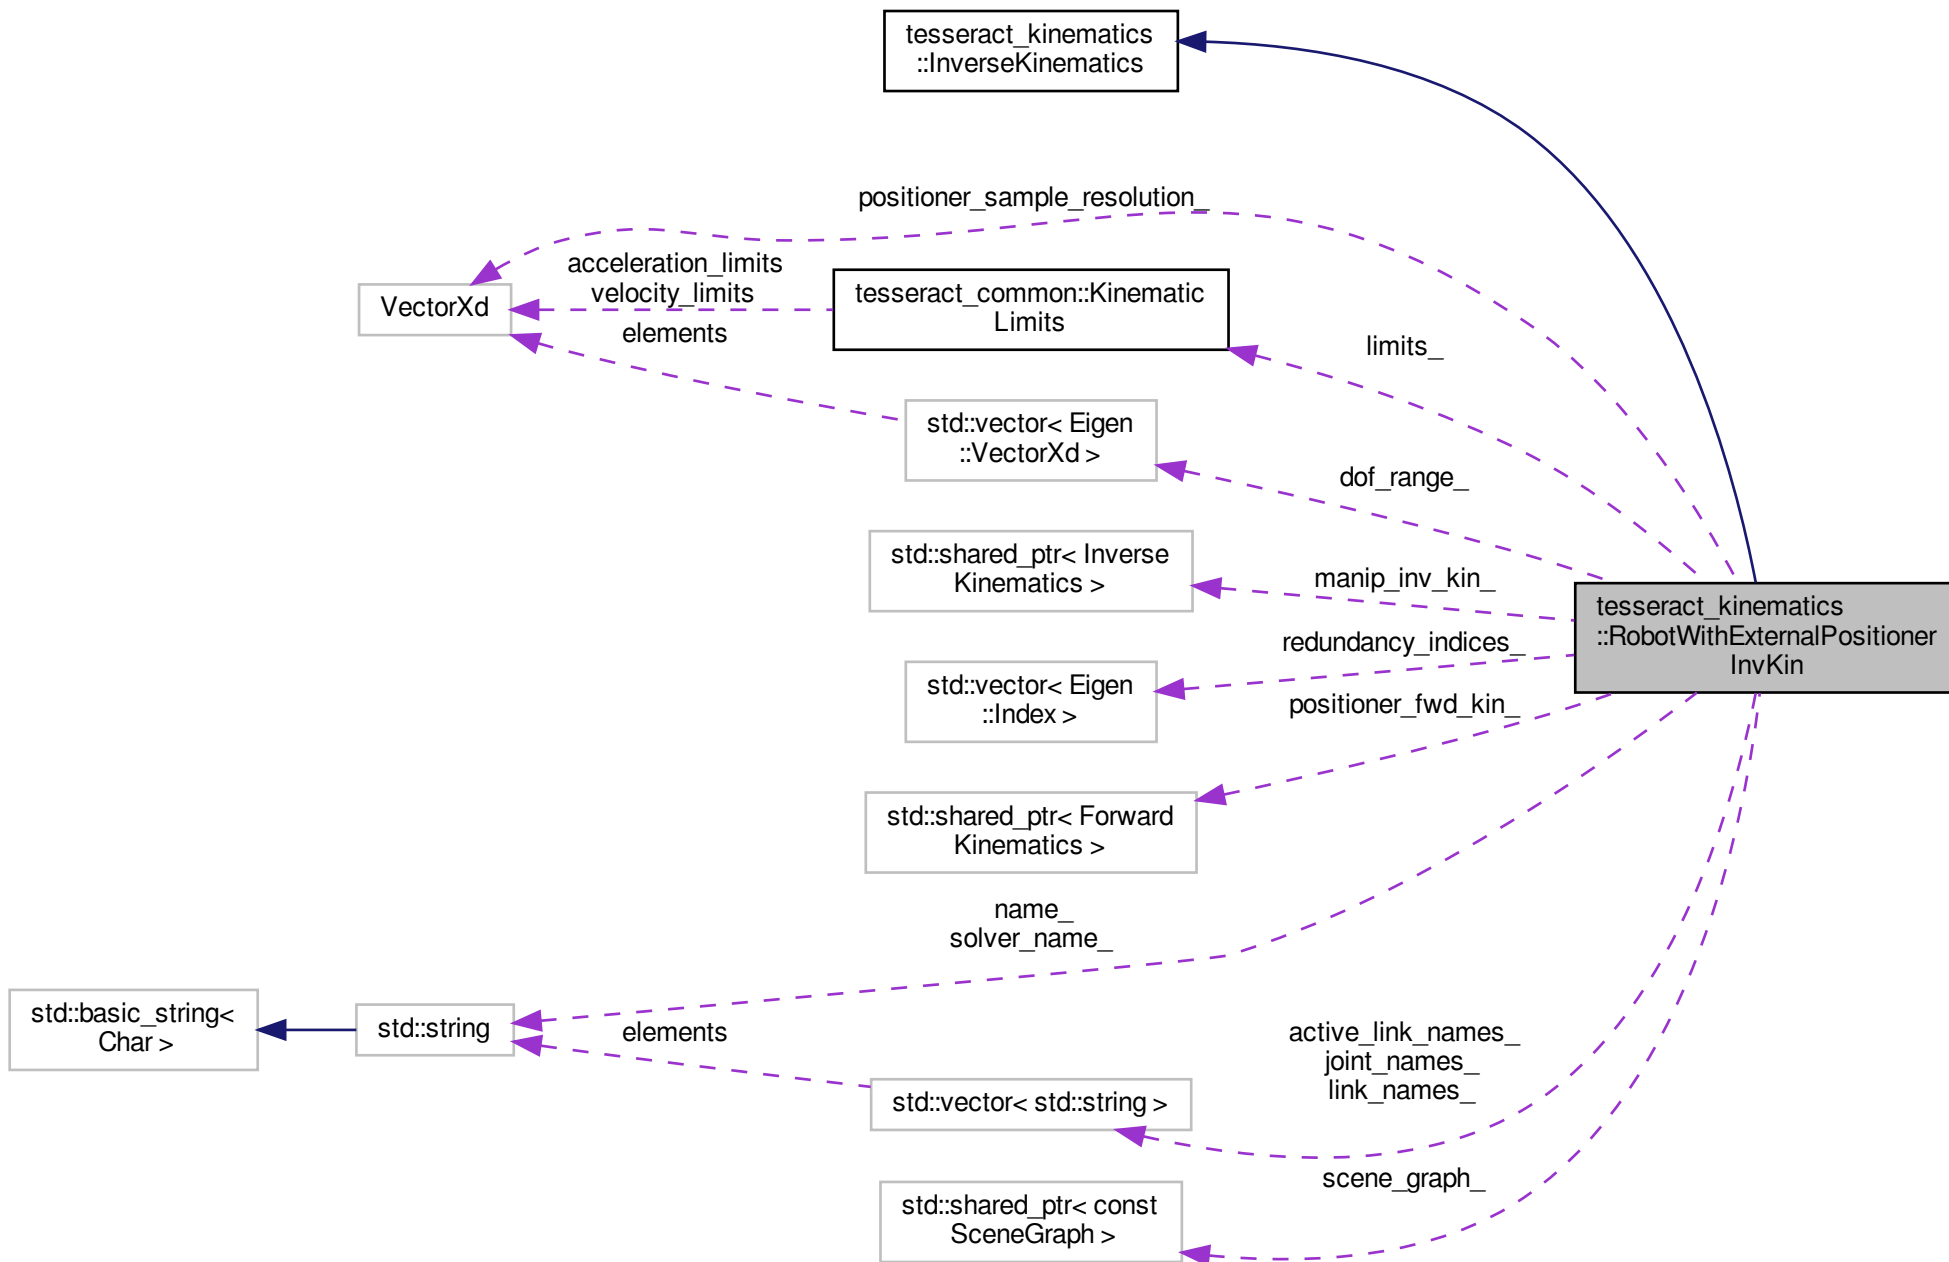 tesseract_kinematics
::InverseKinematics
positioner_sample_resolution_
acceleration_limits
velocity_limits
VectorXd
tesseract_common::Kinematic
Limits
elements
limits_
std::vector< Eigen
::VectorXd >
dof_range_
std::shared_ptr< Inverse
Kinematics >
manip_inv_kin_
tesseract_kinematics
::RobotWithExternalPositioner
InvKin
redundancy_indices_
std::vector< Eigen
::Index >
positioner_fwd_kin_
std::shared_ptr< Forward
Kinematics >
name_
solver_name_
std::basic_string<
Char >
std::string
elements
active_link_names_
joint_names_
link_names_
std::vector< std::string >
scene_graph_
std::shared_ptr< const
SceneGraph >